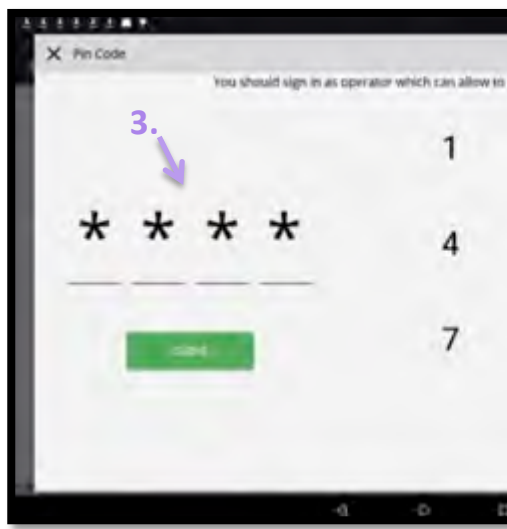 Pin Code
You should sign in as operator which can allow to
3.
1
* * * *
4
7